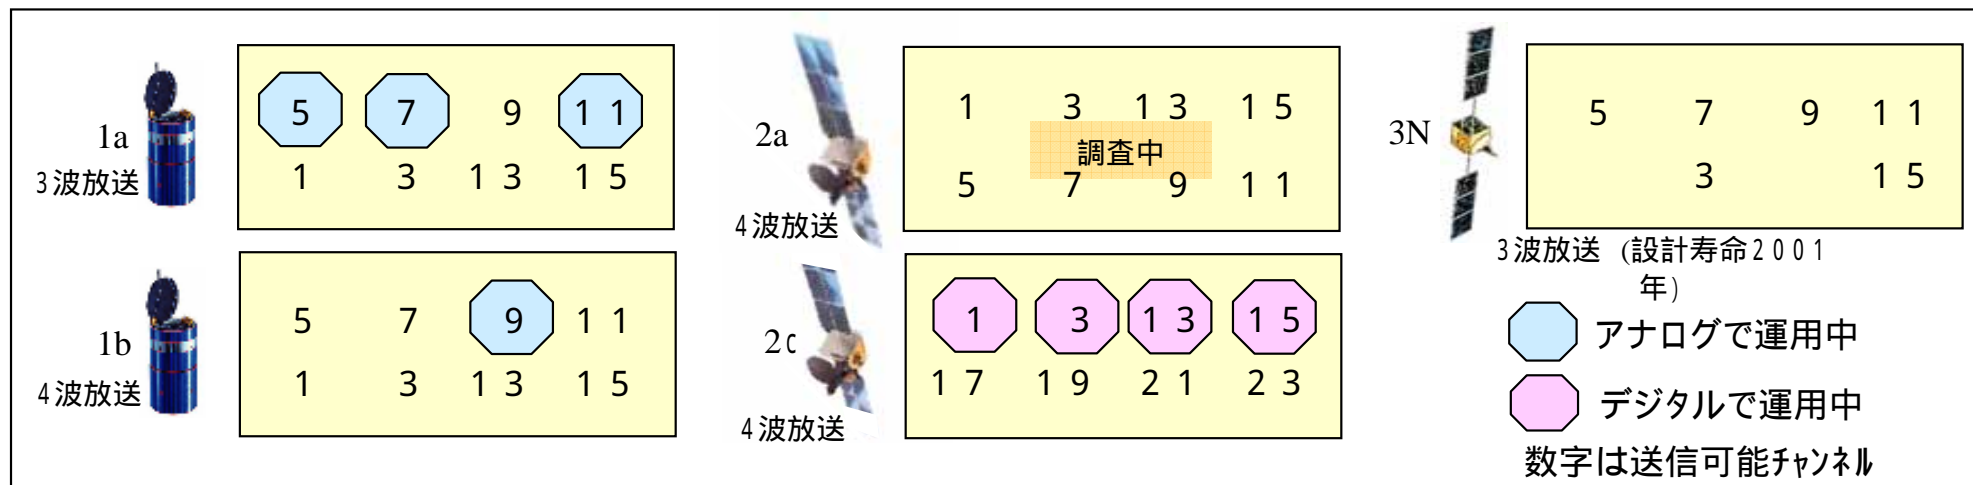 1a
3波放送
5 7 9 11
1 3 13 15
1b
4波放送
5 7 9 11
1 3 13 15
2a
4波放送
1 3 13 15
調査中
5 7 9 11
2c
4波放送
1 3 13 15
17 19 21 23
3N
5 7 9 11
3 15
3波放送 (設計寿命2001
年)
アナログで運用中
デジタルで運用中
数字は送信可能ﾁｬﾝﾈﾙ